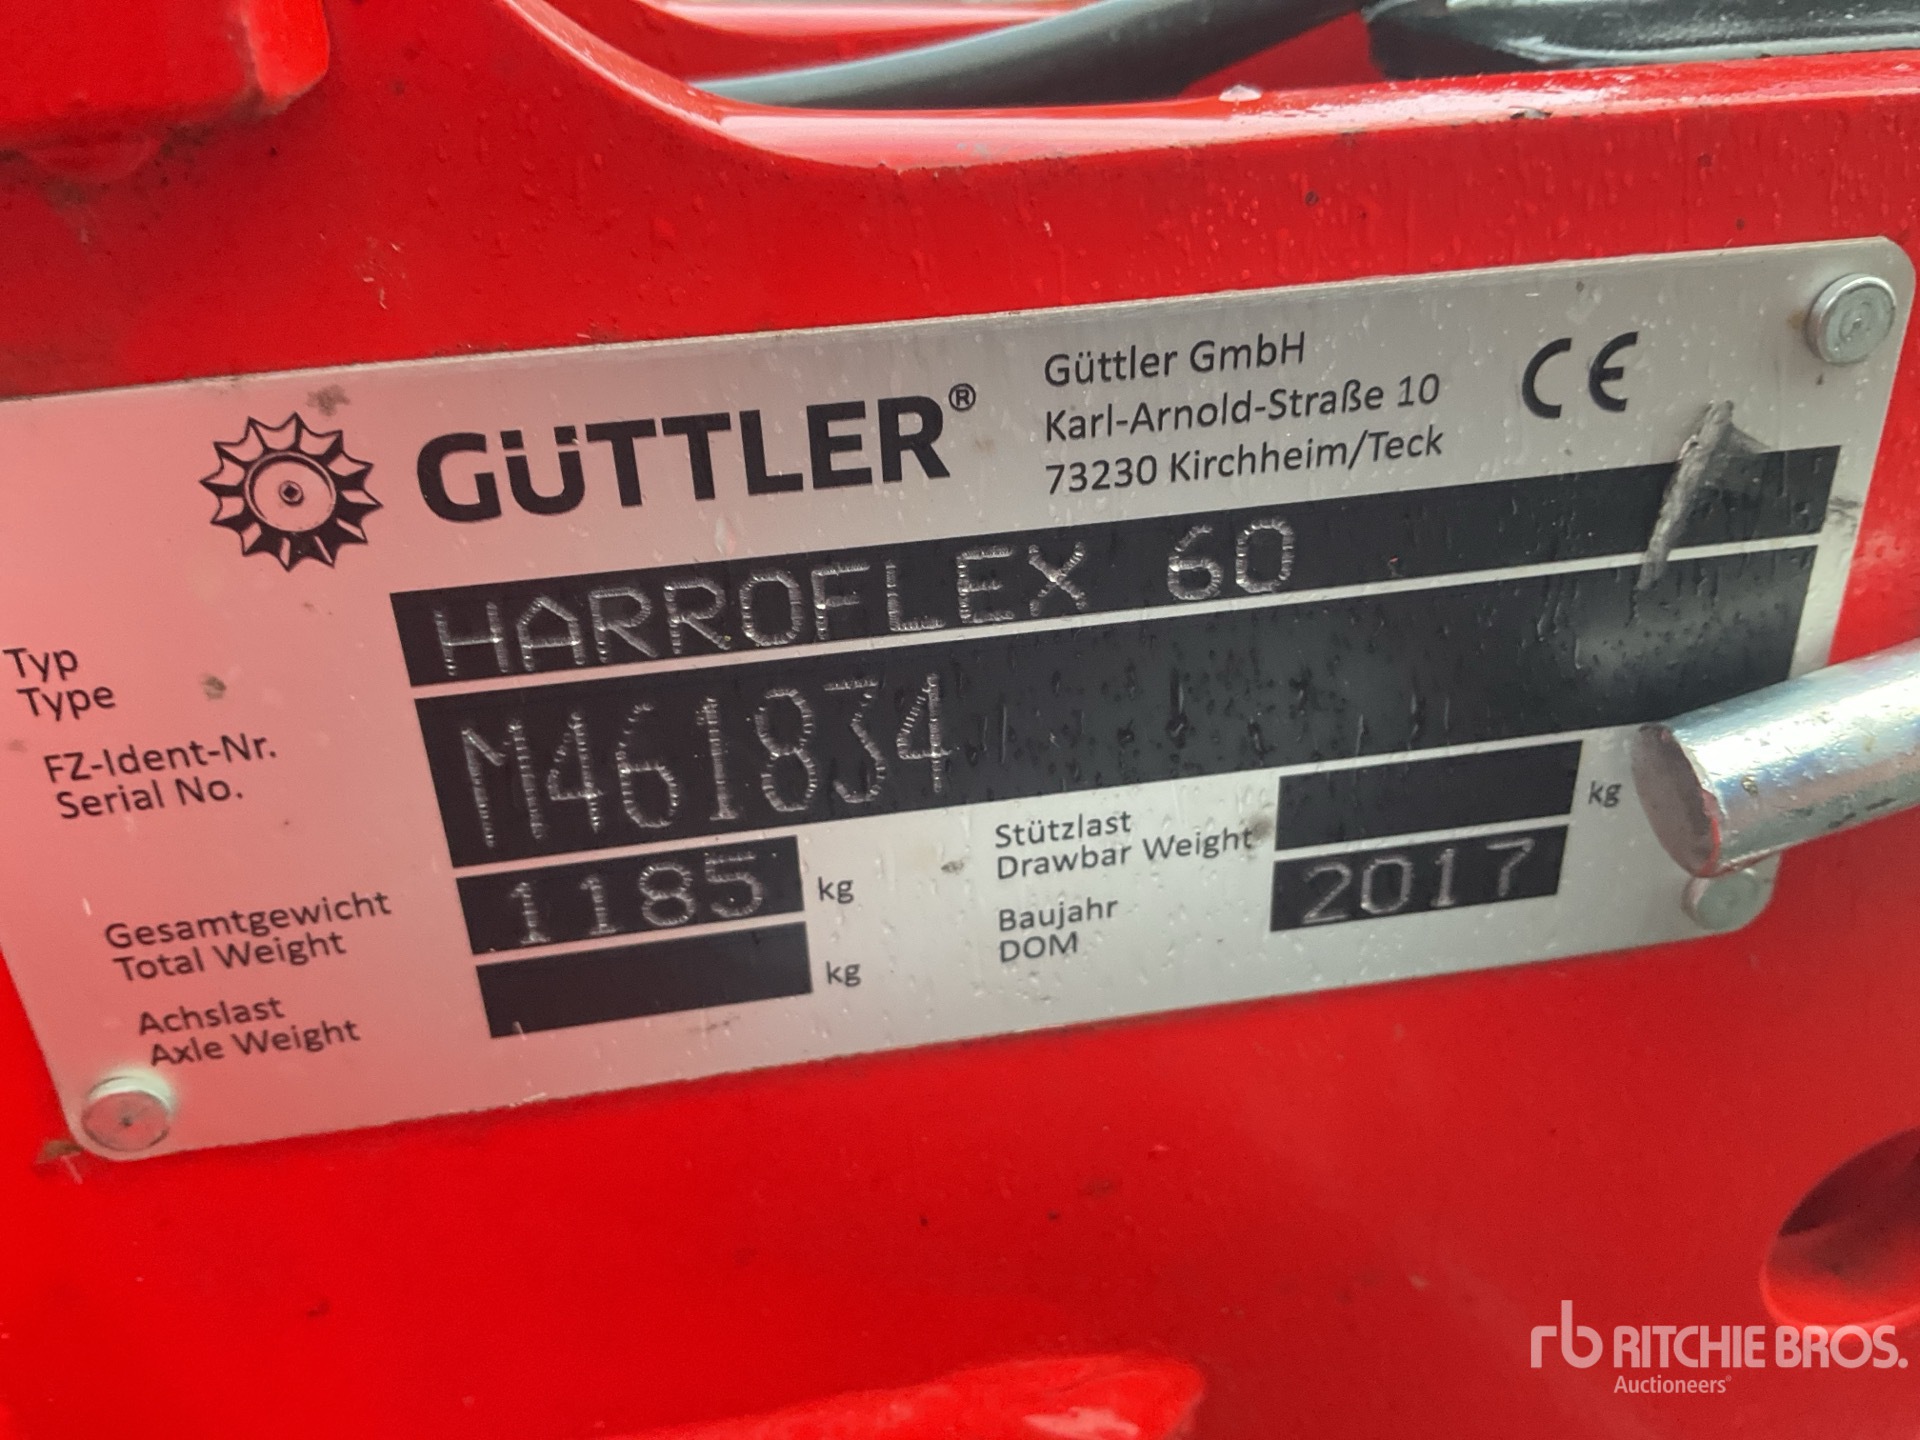 GÜTTLER®
Güttler GmbH
Karl-Arnold-Straße 10
73230 Kirchheim/Teck
CE
Typ
Type
HARROFLEX 60
FZ-Ident-Nr.
Serial No.
M461834
Gesamtgewicht
Total Weight
1185 kg
Stützlast
Drawbar Weight
kg
Achslast
Axle Weight
kg
Baujahr
DOM
2017
rb RITCHIE BROS.
Auctioneers®